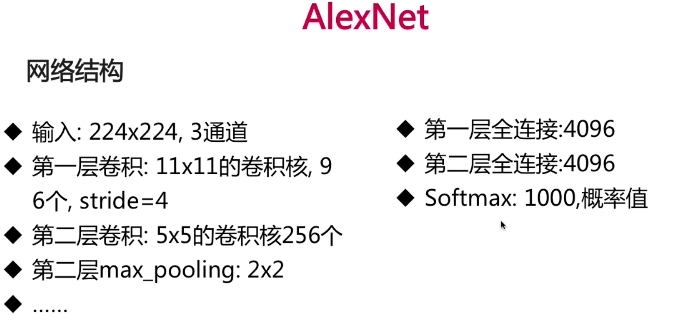 AlexNet
网络结构
◆ 输入: 224x224, 3通道
◆ 第一层卷积: 11x11的卷积核, 9
6个, stride=4
◆ 第二层卷积: 5x5的卷积核256个
◆ 第二层max_pooling: 2x2
◆ ......
◆ 第一层全连接:4096
◆ 第二层全连接:4096
◆ Softmax: 1000,概率值